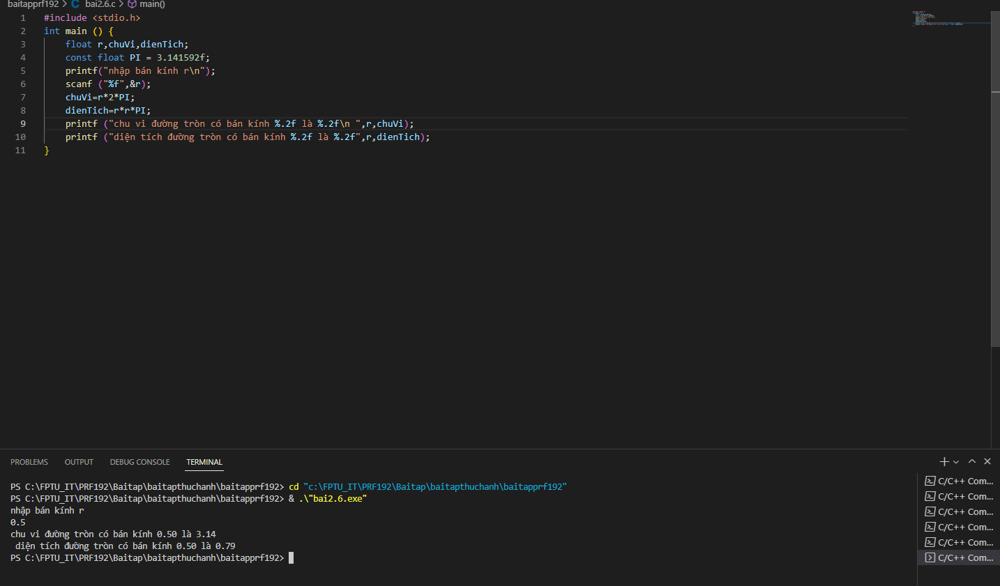 baitapprf192 > C bai2.6.c > main()
1 #include <stdio.h>
2 int main () {
3 float r,chuVi,dienTich;
4 const float PI = 3.141592f;
5 printf("nhập bán kính r\n");
6 scanf ("%f",&r);
7 chuVi=r*2*PI;
8 dienTich=r*r*PI;
9 printf ("chu vi đường tròn có bán kính %.2f là %.2f\n ",r,chuVi);
10 printf ("diện tích đường tròn có bán kính %.2f là %.2f",r,dienTich);
11 }
PROBLEMS OUTPUT DEBUG CONSOLE TERMINAL
PS C:\FPTU_IT\PRF192\Baitap\baitapthuchanh\baitapprf192> cd "c:\FPTU_IT\PRF192\Baitap\baitapthuchanh\baitapprf192"
PS C:\FPTU_IT\PRF192\Baitap\baitapthuchanh\baitapprf192> & .\"bai2.6.exe"
nhập bán kính r
0.5
chu vi đường tròn có bán kính 0.50 là 3.14
diện tích đường tròn có bán kính 0.50 là 0.79
PS C:\FPTU_IT\PRF192\Baitap\baitapthuchanh\baitapprf192>
C/C++ Com...
C/C++ Com...
C/C++ Com...
C/C++ Com...
C/C++ Com...
C/C++ Com...